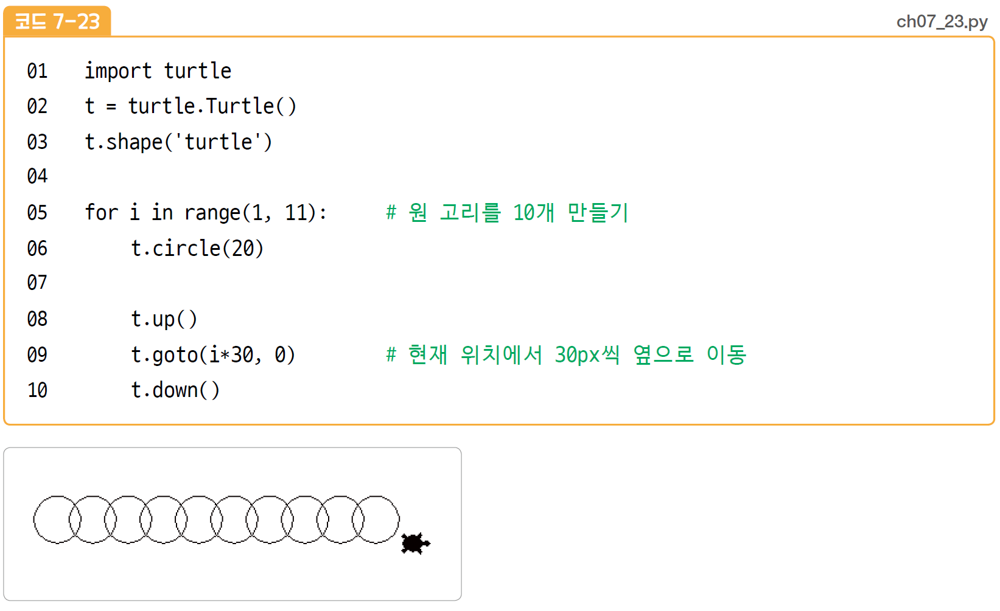 코드 7-23
ch07_23.py
01 import turtle
02 t = turtle.Turtle()
03 t.shape('turtle')
04
05 for i in range(1, 11): # 원 고리를 10개 만들기
06     t.circle(20)
07
08     t.up()
09     t.goto(i*30, 0) # 현재 위치에서 30px씩 옆으로 이동
10     t.down()